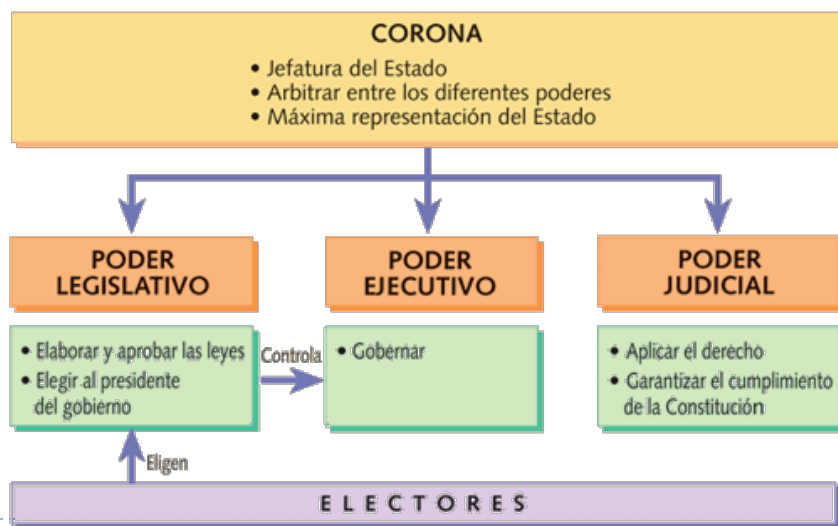 CORONA
• Jefatura del Estado
• Arbitrar entre los diferentes poderes
• Máxima representación del Estado
PODER
LEGISLATIVO
PODER
EJECUTIVO
PODER
JUDICIAL
• Elaborar y aprobar las leyes
• Elegir al presidente
del gobierno
Controla
• Gobernar
• Aplicar el derecho
• Garantizar el cumplimiento
de la Constitución
Eligen
ELECTORES